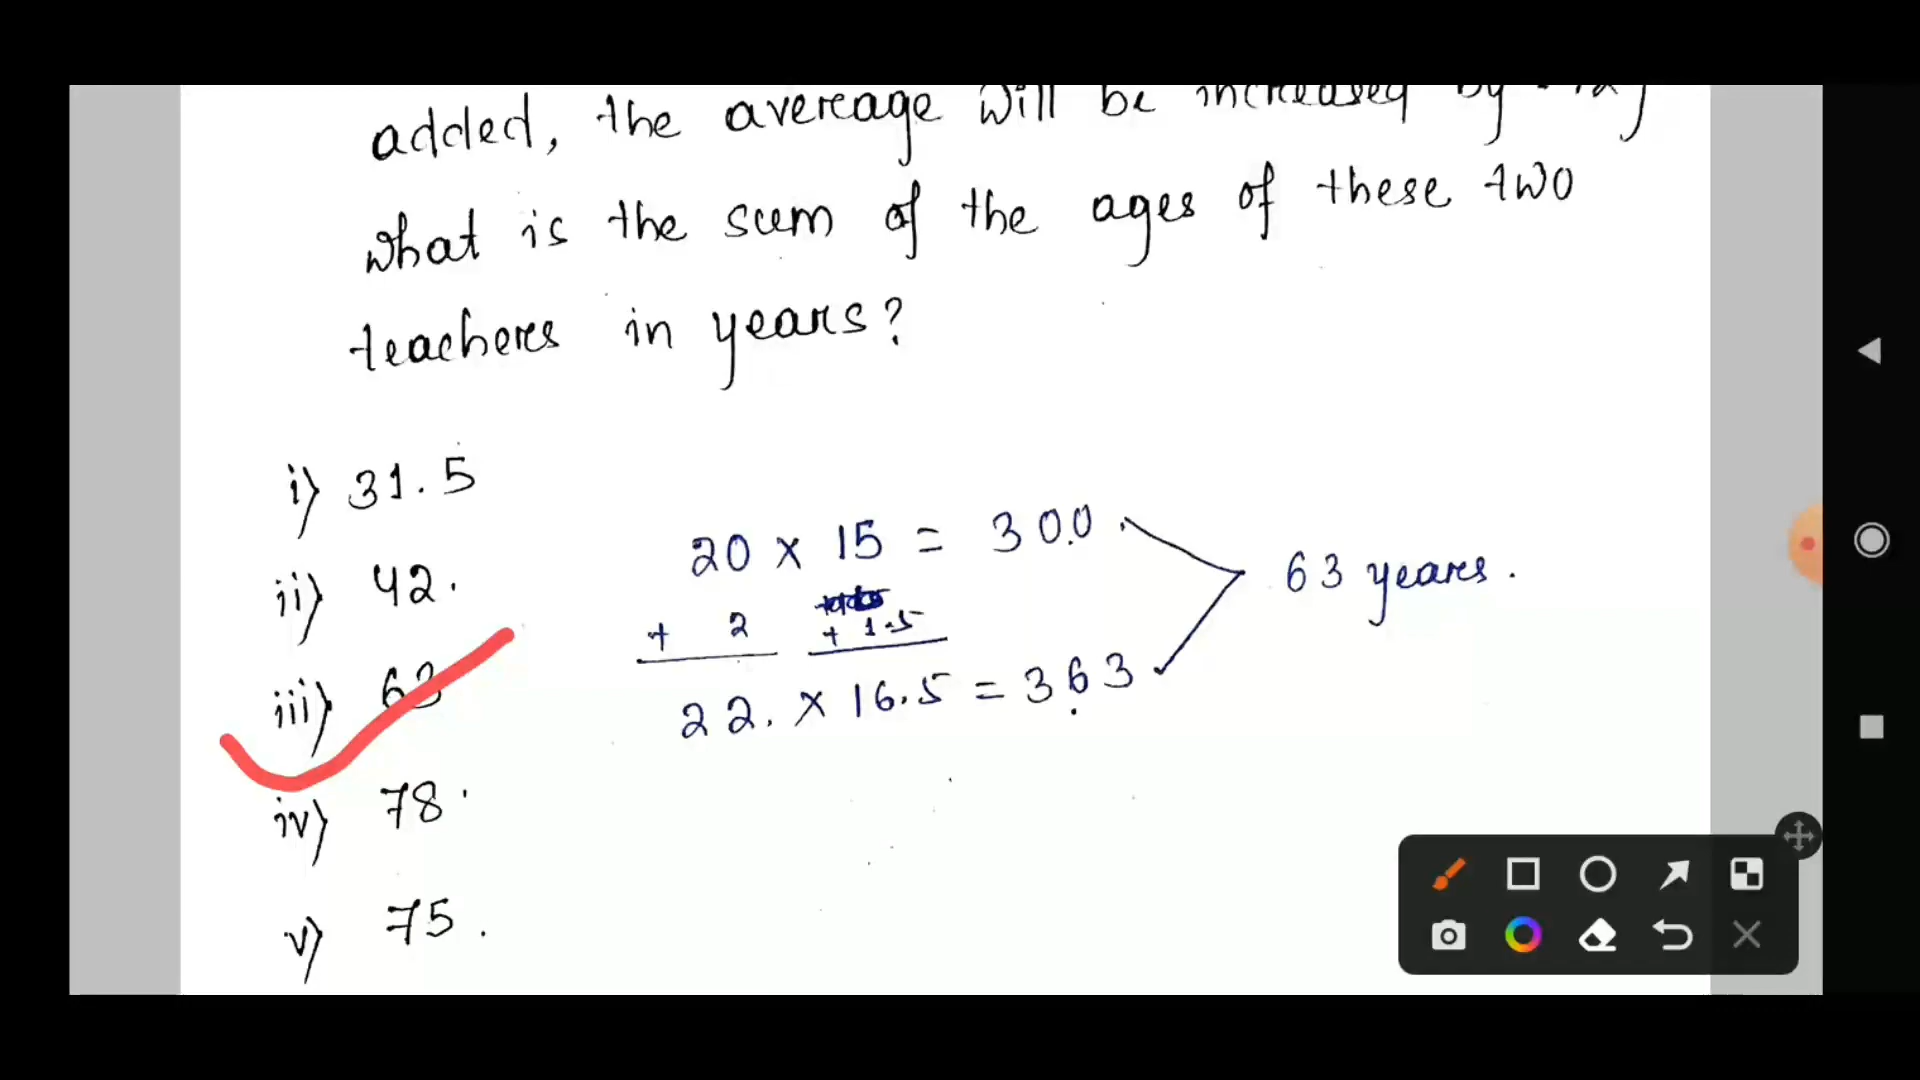 added, the average will be increased by
what is the sum of the ages of these two
teachers in years?
i) 31.5
ii) 42.
iii) 63
iv) 78.
v) 75.
20 x 15 = 300
+ 2 + 1.5
22. x 16.5 = 363
63 years.